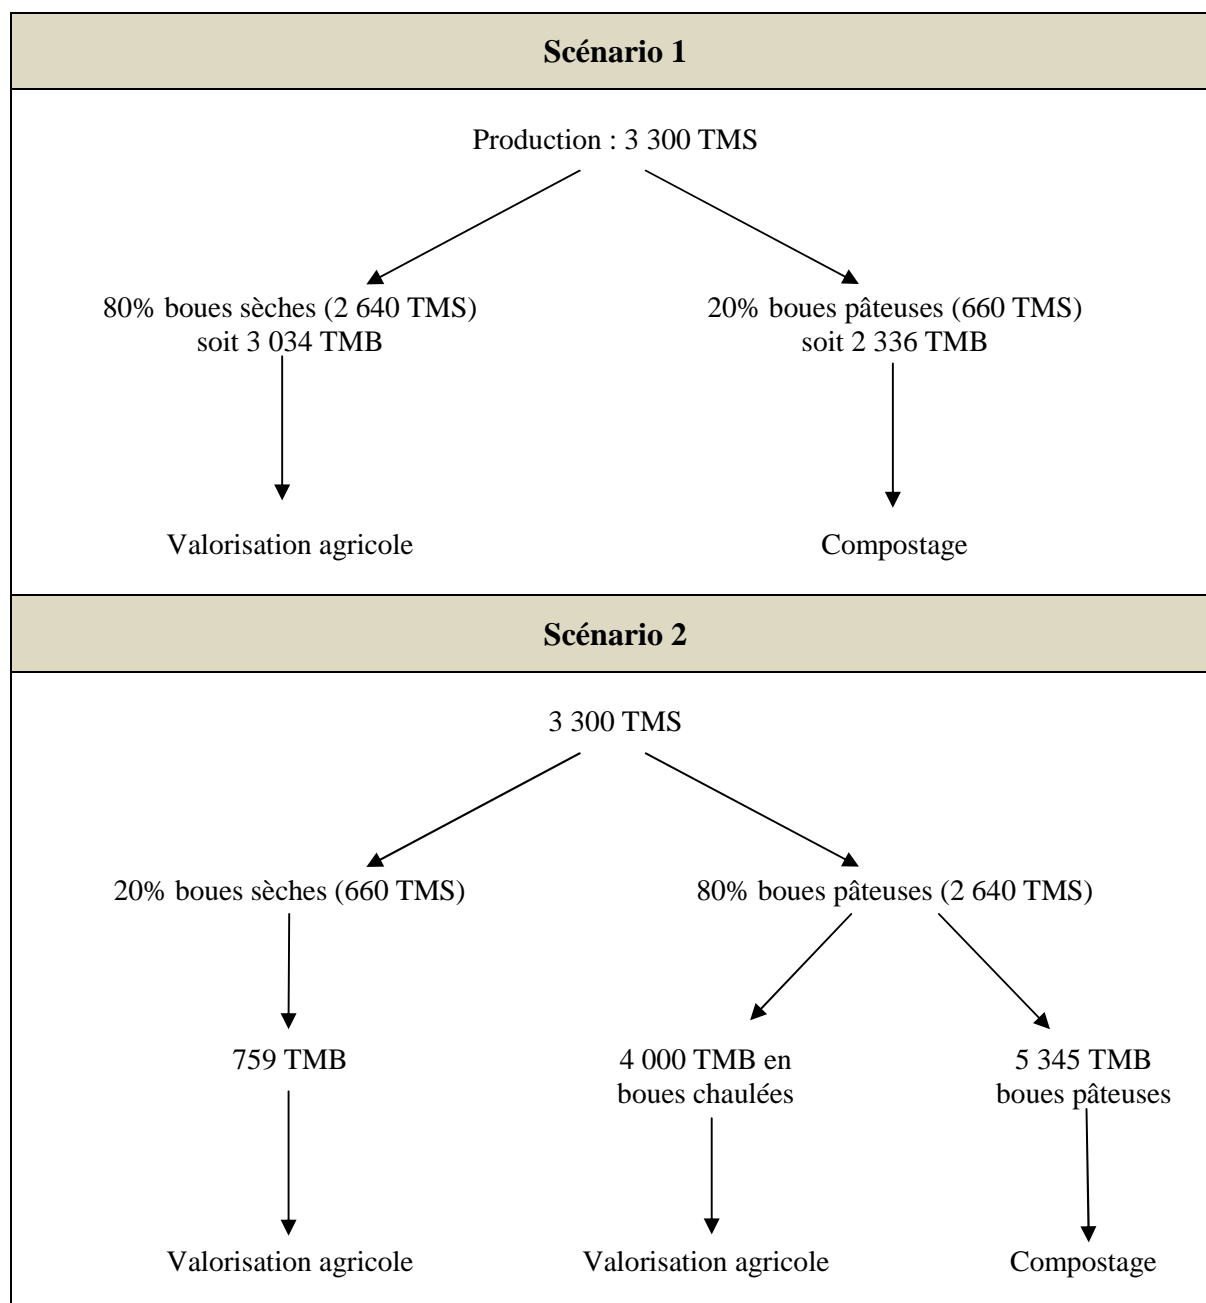 Scénario 1
Production : 3 300 TMS
80% boues sèches (2 640 TMS)
soit 3 034 TMB
20% boues pâteuses (660 TMS)
soit 2 336 TMB
Valorisation agricole
Compostage
Scénario 2
3 300 TMS
20% boues sèches (660 TMS)
80% boues pâteuses (2 640 TMS)
759 TMB
4 000 TMB en
boues chaulées
5 345 TMB
boues pâteuses
Valorisation agricole
Valorisation agricole
Compostage